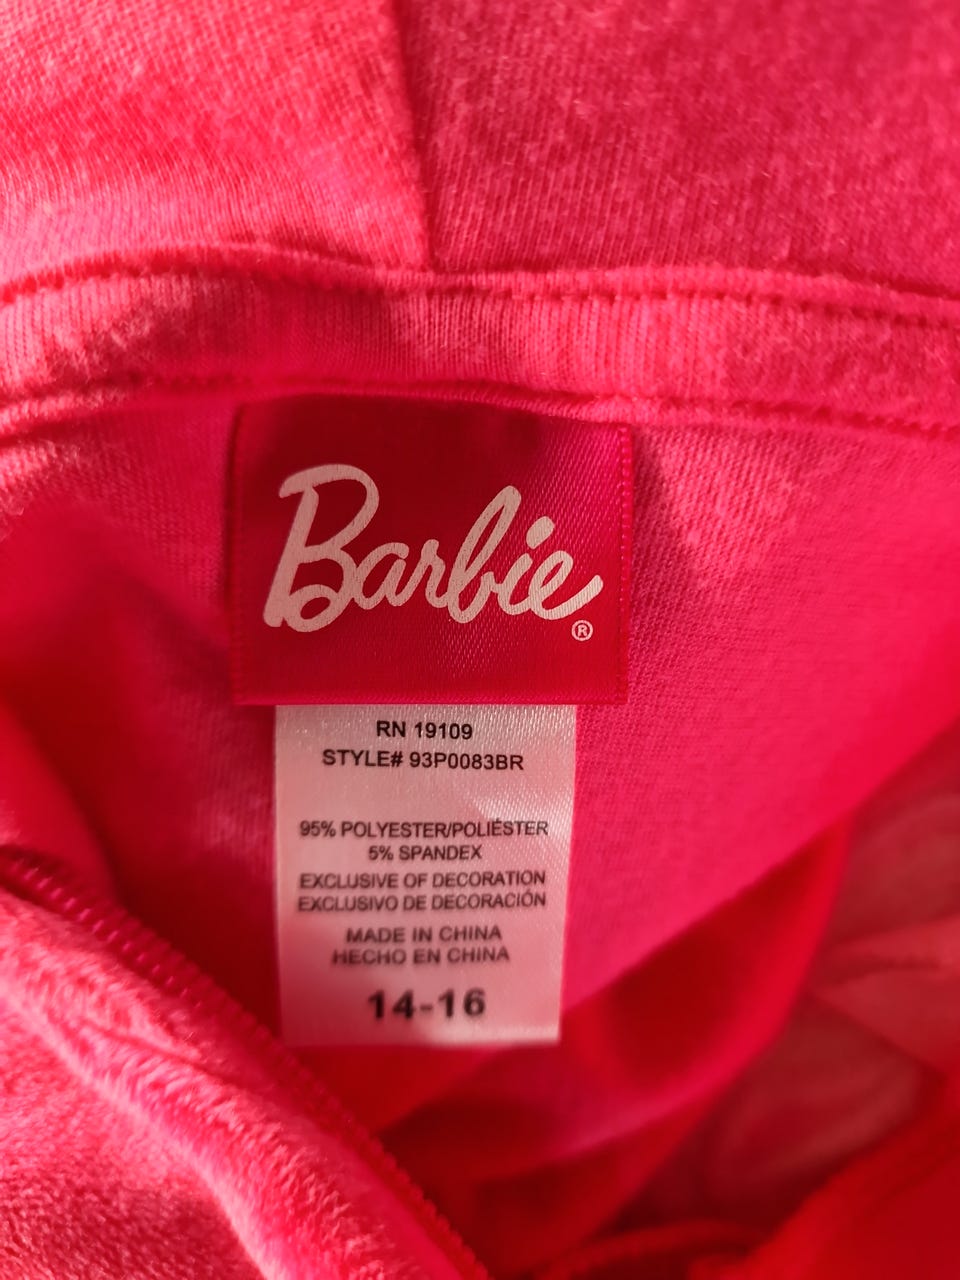 Barbie®
RN 19109
STYLE# 93P0083BR
95% POLYESTER/POLIÉSTER
5% SPANDEX
EXCLUSIVE OF DECORATION
EXCLUSIVO DE DECORACIÓN
MADE IN CHINA
HECHO EN CHINA
14-16